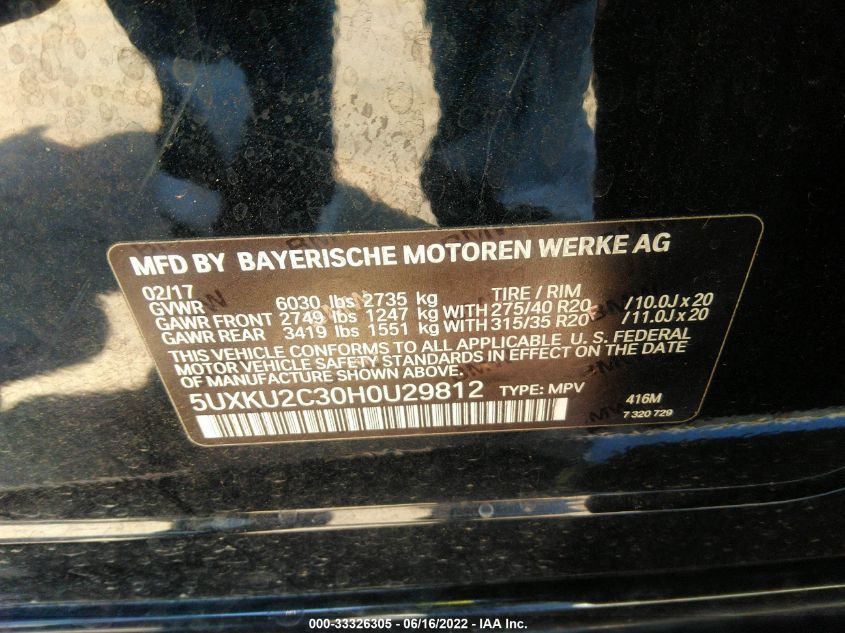 MFD BY BAYERISCHE MOTOREN WERKE AG
02/17 TIRE / RIM
GVWR 6030 lbs 2735 kg
GAWR FRONT 2749 lbs 1247 kg WITH 275/40 R20 /10.0J x 20
GAWR REAR 3419 lbs 1551 kg WITH 315/35 R20 /11.0J x 20
THIS VEHICLE CONFORMS TO ALL APPLICABLE U. S. FEDERAL
MOTOR VEHICLE SAFETY STANDARDS IN EFFECT ON THE DATE
OF MANUFACTURE SHOWN ABOVE.
5UXKU2C30H0U29812 TYPE: MPV 416M
7 320 729
000-33326305 - 06/16/2022 - IAA Inc.